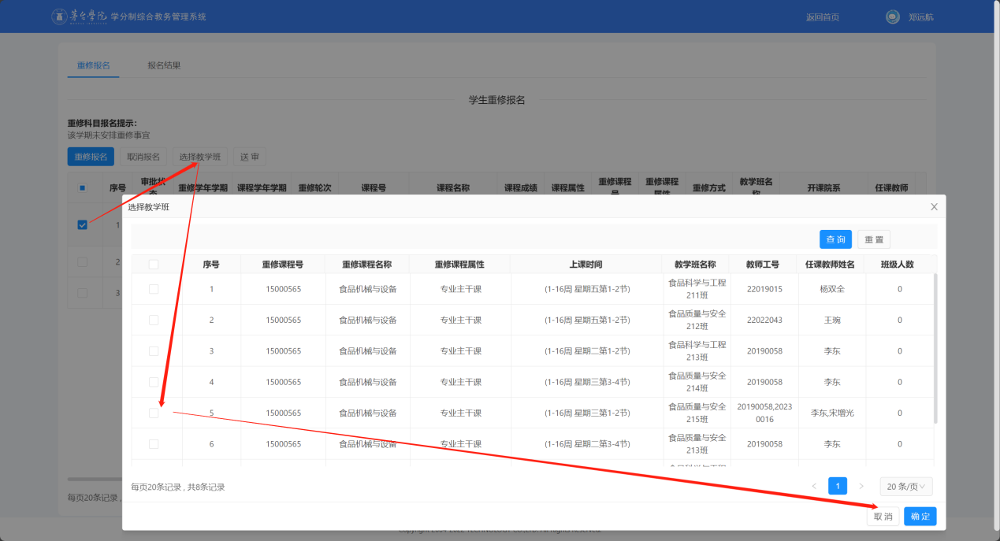 茅台学院 学分制综合教务管理系统 返回首页 郑远航
重修报名 报名结果
学生重修报名
重修科目报名提示:
该学期未安排重修事宜
重修报名 取消报名 选择教学班 送 审
序号 审批状 重修学年学期 课程学年学期 重修轮次 课程号 课程名称 课程成绩 课程属性 重修课程 重修课程 重修方式 教学班名 开课院系 任课教师
1
2
3
选择教学班
查 询 重 置
序号 重修课程号 重修课程名称 重修课程属性 上课时间 教学班名称 教师工号 任课教师姓名 班级人数
1 15000565 食品机械与设备 专业主干课 (1-16周 星期五第1-2节) 食品科学与工程 22019015 杨双全 0
211班
2 15000565 食品机械与设备 专业主干课 (1-16周 星期五第1-2节) 食品质量与安全 22022043 王琬 0
212班
3 15000565 食品机械与设备 专业主干课 (1-16周 星期二第1-2节) 食品科学与工程 20190058 李东 0
213班
4 15000565 食品机械与设备 专业主干课 (1-16周 星期三第3-4节) 食品质量与安全 20190058 李东 0
214班
5 15000565 食品机械与设备 专业主干课 (1-16周 星期三第1-2节) 食品质量与安全 20190058,2023 李东,宋增光 0
215班 0016
6 15000565 食品机械与设备 专业主干课 (1-16周 星期二第3-4节) 食品质量与安全 20190058 李东 0
213班
每页20条记录 , 共8条记录 1 20 条/页
每页20条记录 ,
取 消 确 定